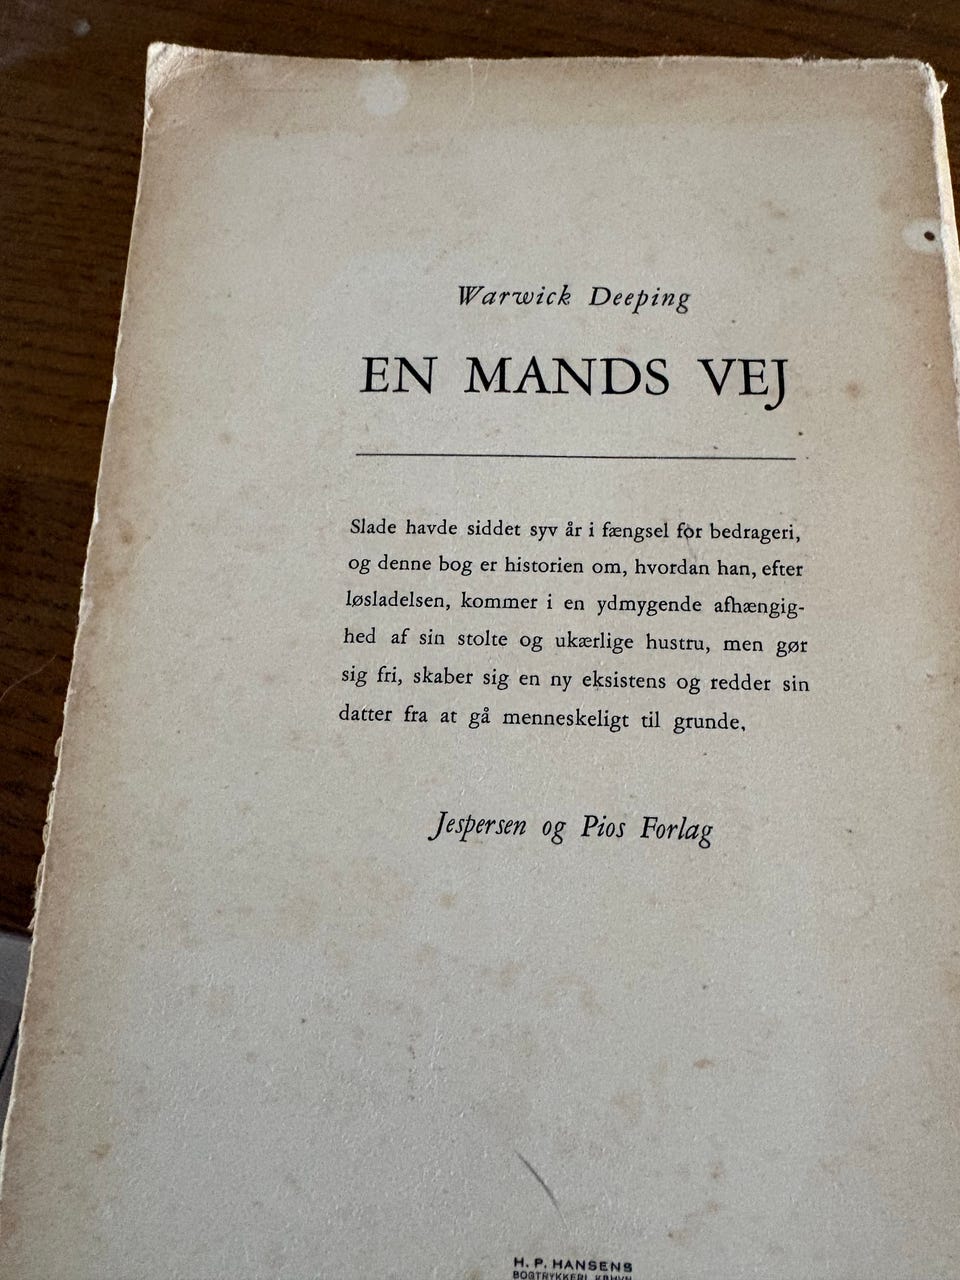 Warwick Deeping
EN MANDS VEJ
Slade havde siddet syv år i fængsel for bedrageri,
og denne bog er historien om, hvordan han, efter
løsladelsen, kommer i en ydmygende afhængig-
hed af sin stolte og ukærlige hustru, men gør
sig fri, skaber sig en ny eksistens og redder sin
datter fra at gå menneskeligt til grunde.
Jespersen og Pios Forlag
H. P. HANSENS
BOGTRYKKERI, KBHVN